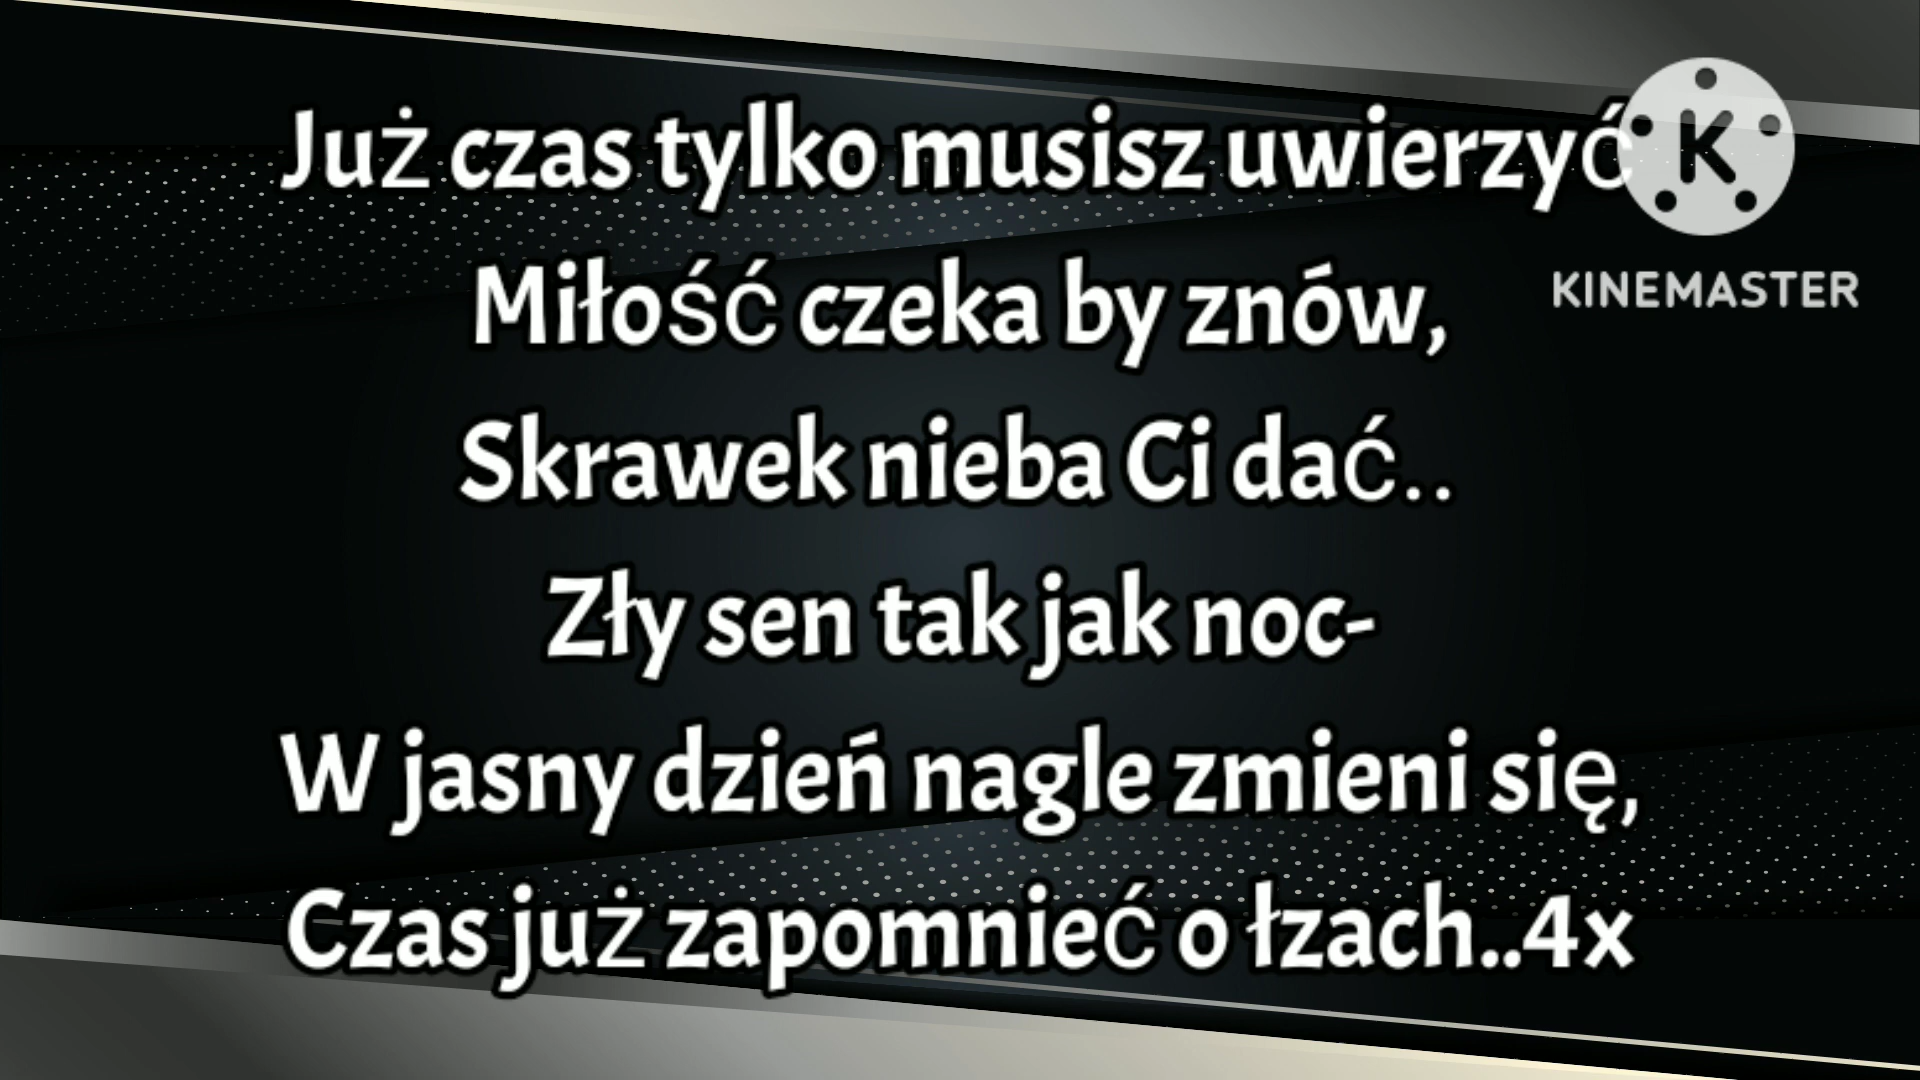 Już czas tylko musisz uwierzyć
Miłość czeka by znów,
Skrawek nieba Ci dać..
Zły sen tak jak noc-
W jasny dzień nagle zmieni się,
Czas już zapomnieć o łzach..4x
K
KINEMASTER